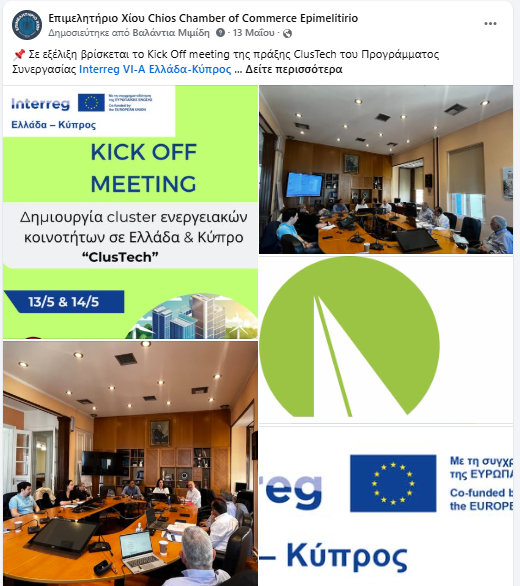 Επιμελητήριο Χίου Chios Chamber of Commerce Epimelitirio
Δημοσιεύτηκε από Βαλάντια Μιμίδη · 13 Μαΐου ·
📌 Σε εξέλιξη βρίσκεται το Kick Off meeting της πράξης ClusTech του Προγράμματος
Συνεργασίας Interreg VI-A Ελλάδα-Κύπρος ... Δείτε περισσότερα
Interreg
Με τη συγχρηματοδότηση
της ΕΥΡΩΠΑΪΚΗΣ ΕΝΩΣΗΣ
Co-funded by
the EUROPEAN UNION
Ελλάδα – Κύπρος
KICK OFF
MEETING
Δημιουργία cluster ενεργειακών
κοινοτήτων σε Ελλάδα & Κύπρο
“ClusTech”
13/5 & 14/5
eg
Με τη συγχρ
της ΕΥΡΩΠΑ
Co-funded b
the EUROPE
– Κύπρος